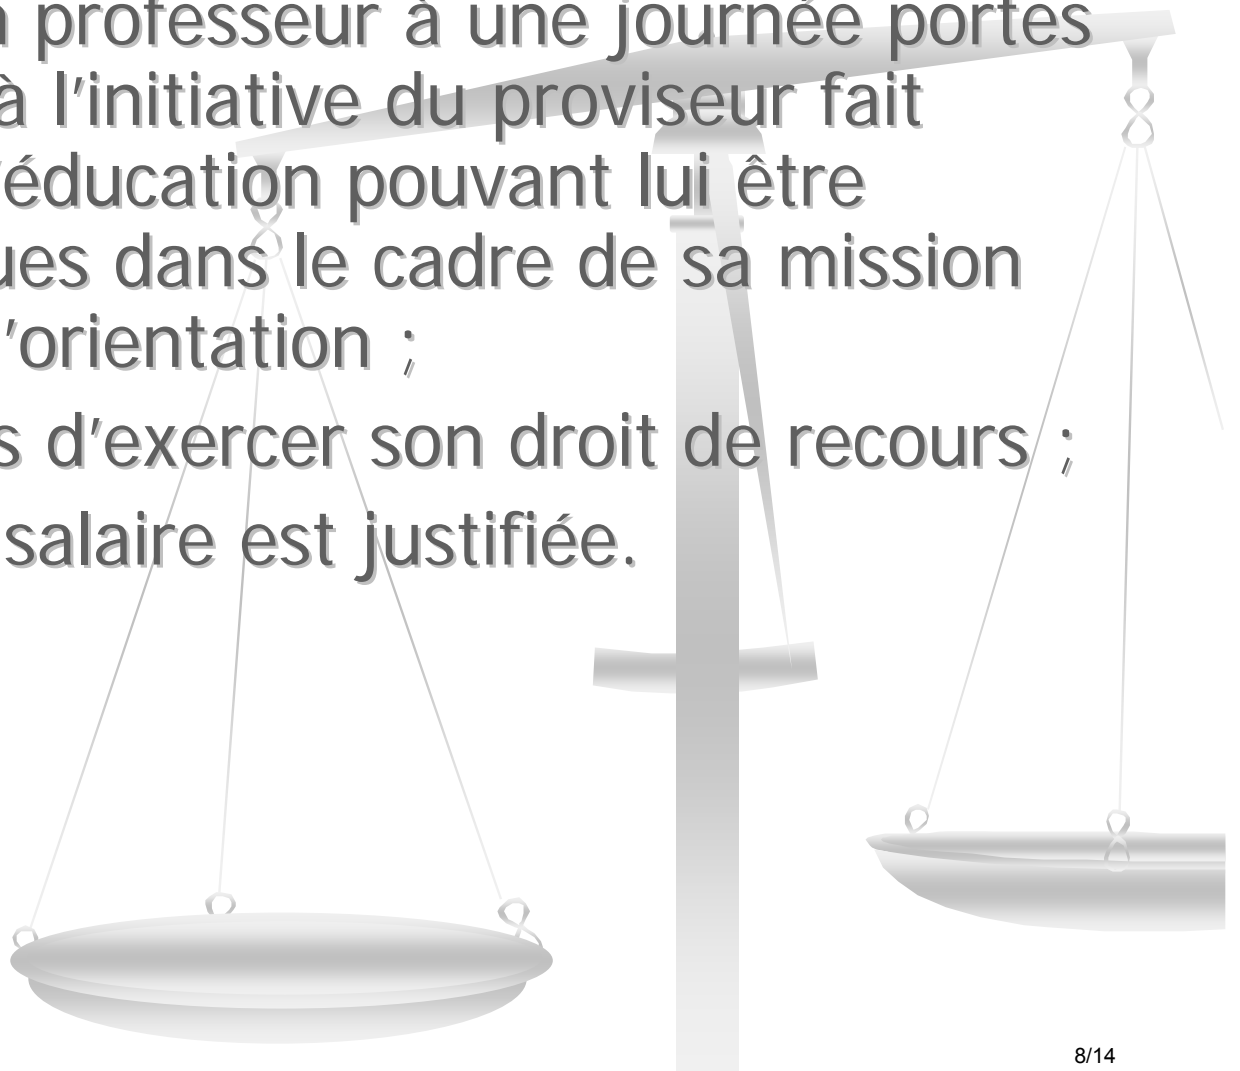 professeur à une journée portes
à l'initiative du proviseur fait
'éducation pouvant lui être
ues dans le cadre de sa mission
'orientation ;
s d'exercer son droit de recours ;
salaire est justifiée.
8/14